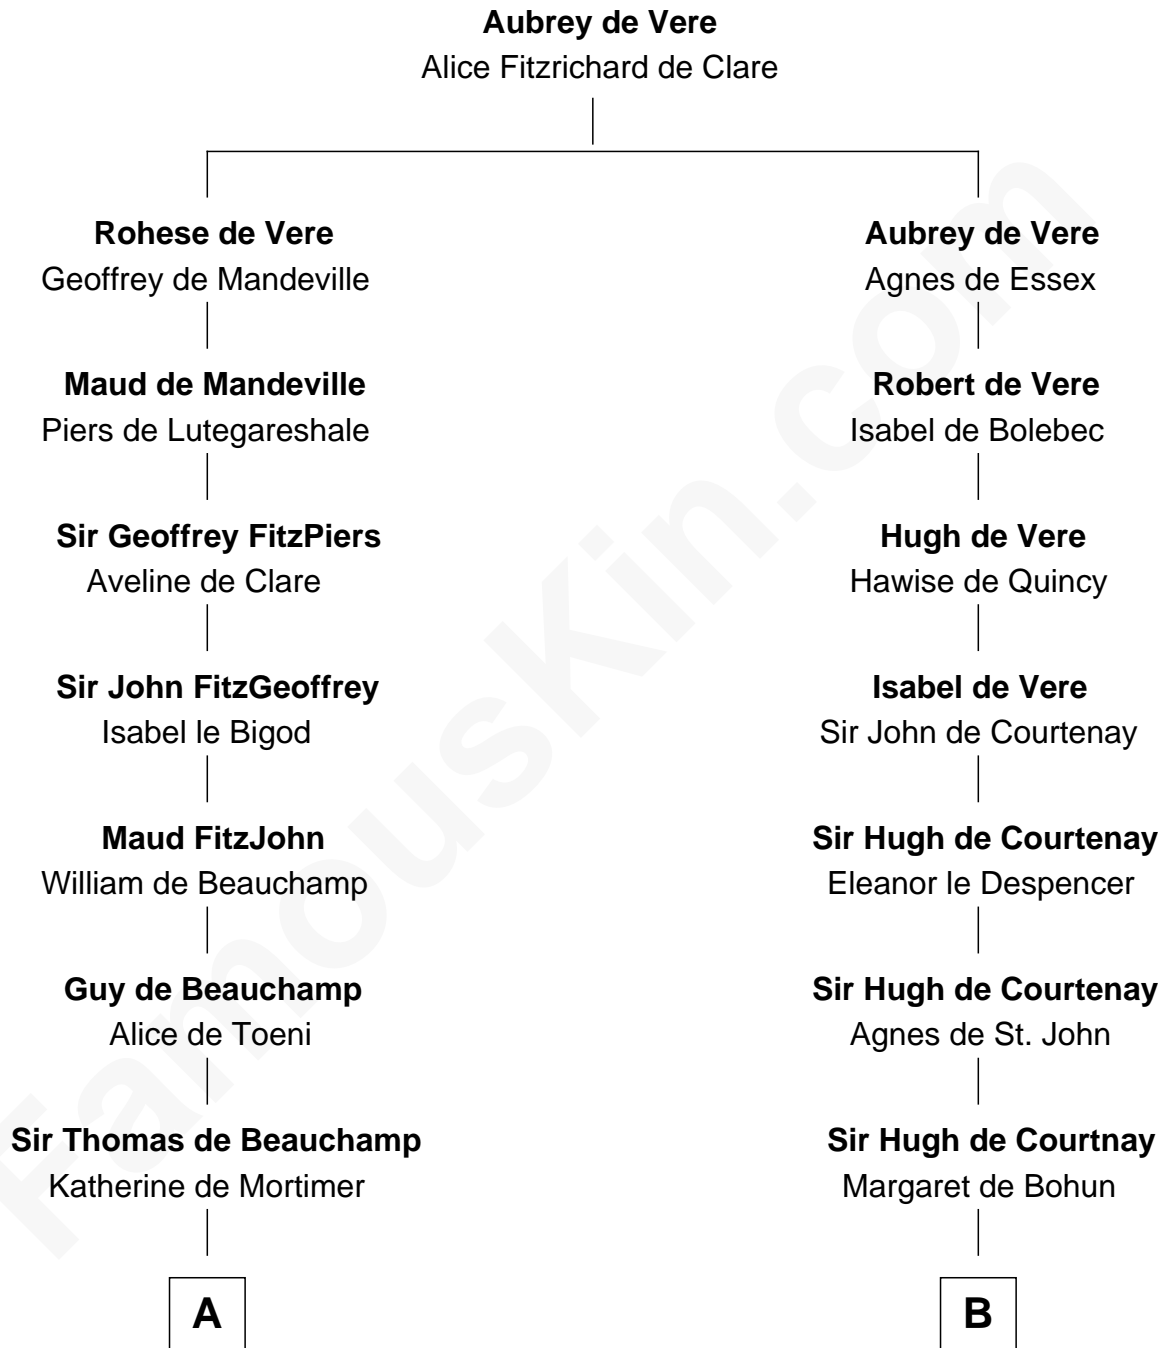 Aubrey de Vere
Alice Fitzrichard de Clare
Rohese de Vere
Geoffrey de Mandeville
Maud de Mandeville
Piers de Lutegareshale
Sir Geoffrey FitzPiers
Aveline de Clare
Sir John FitzGeoffrey
Isabel le Bigod
Maud FitzJohn
William de Beauchamp
Guy de Beauchamp
Alice de Toeni
Sir Thomas de Beauchamp
Katherine de Mortimer
A
Aubrey de Vere
Agnes de Essex
Robert de Vere
Isabel de Bolebec
Hugh de Vere
Hawise de Quincy
Isabel de Vere
Sir John de Courtenay
Sir Hugh de Courtenay
Eleanor le Despencer
Sir Hugh de Courtenay
Agnes de St. John
Sir Hugh de Courtnay
Margaret de Bohun
B
FamousKin.com